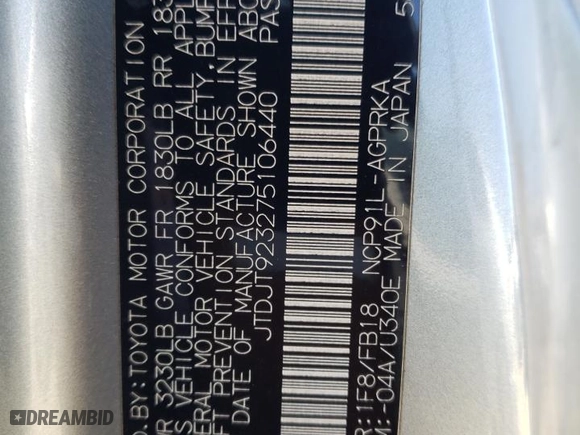 D.BY:TOYOTA MOTOR CORPORATION
3230LB GAWR FR 1830LB RR 183
VEHICLE CONFORMS TO ALL APPL
ERAL MOTOR VEHICLE SAFETY, BUMP
FT PREVENTION STANDARDS IN EFF
DATE OF MANUFACTURE SHOWN ABO
JTDJT923275106440 PAS
R:1F8/FB18 NCP91L-AGPRKA
M:-04A/U340E MADE IN JAPAN 5
DREAMBID